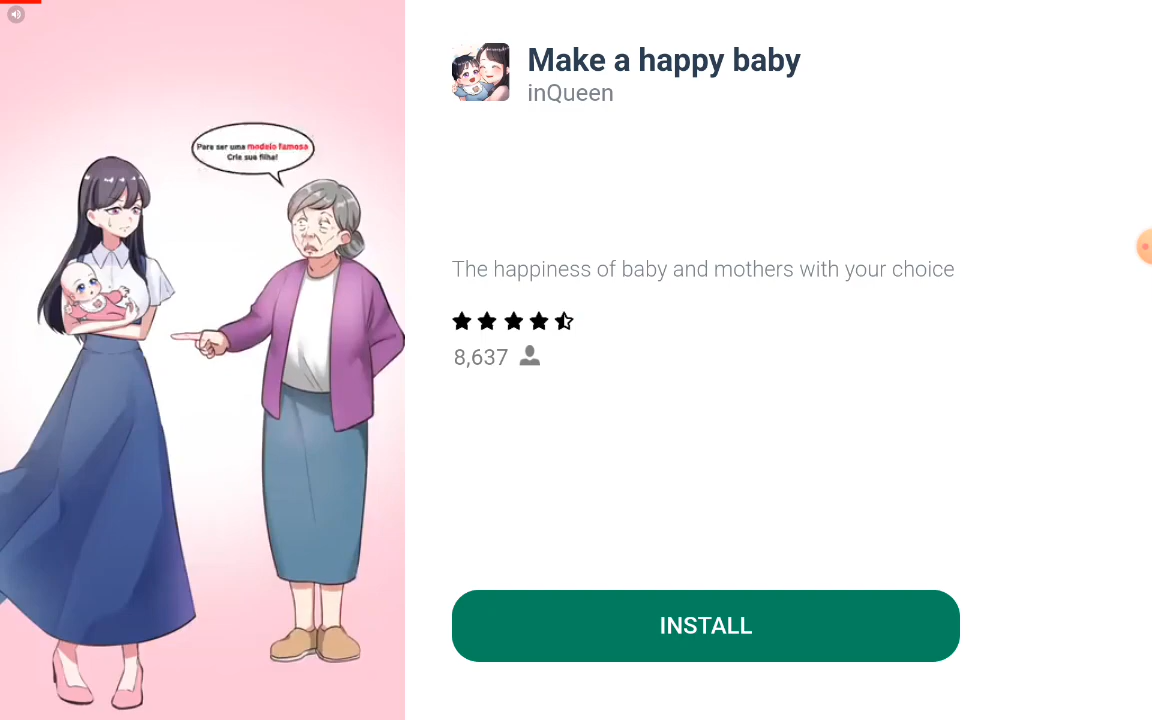 Make a happy baby
inQueen
Para ser uma modelo famosa
Crie sua filha!
The happiness of baby and mothers with your choice
8,637
INSTALL